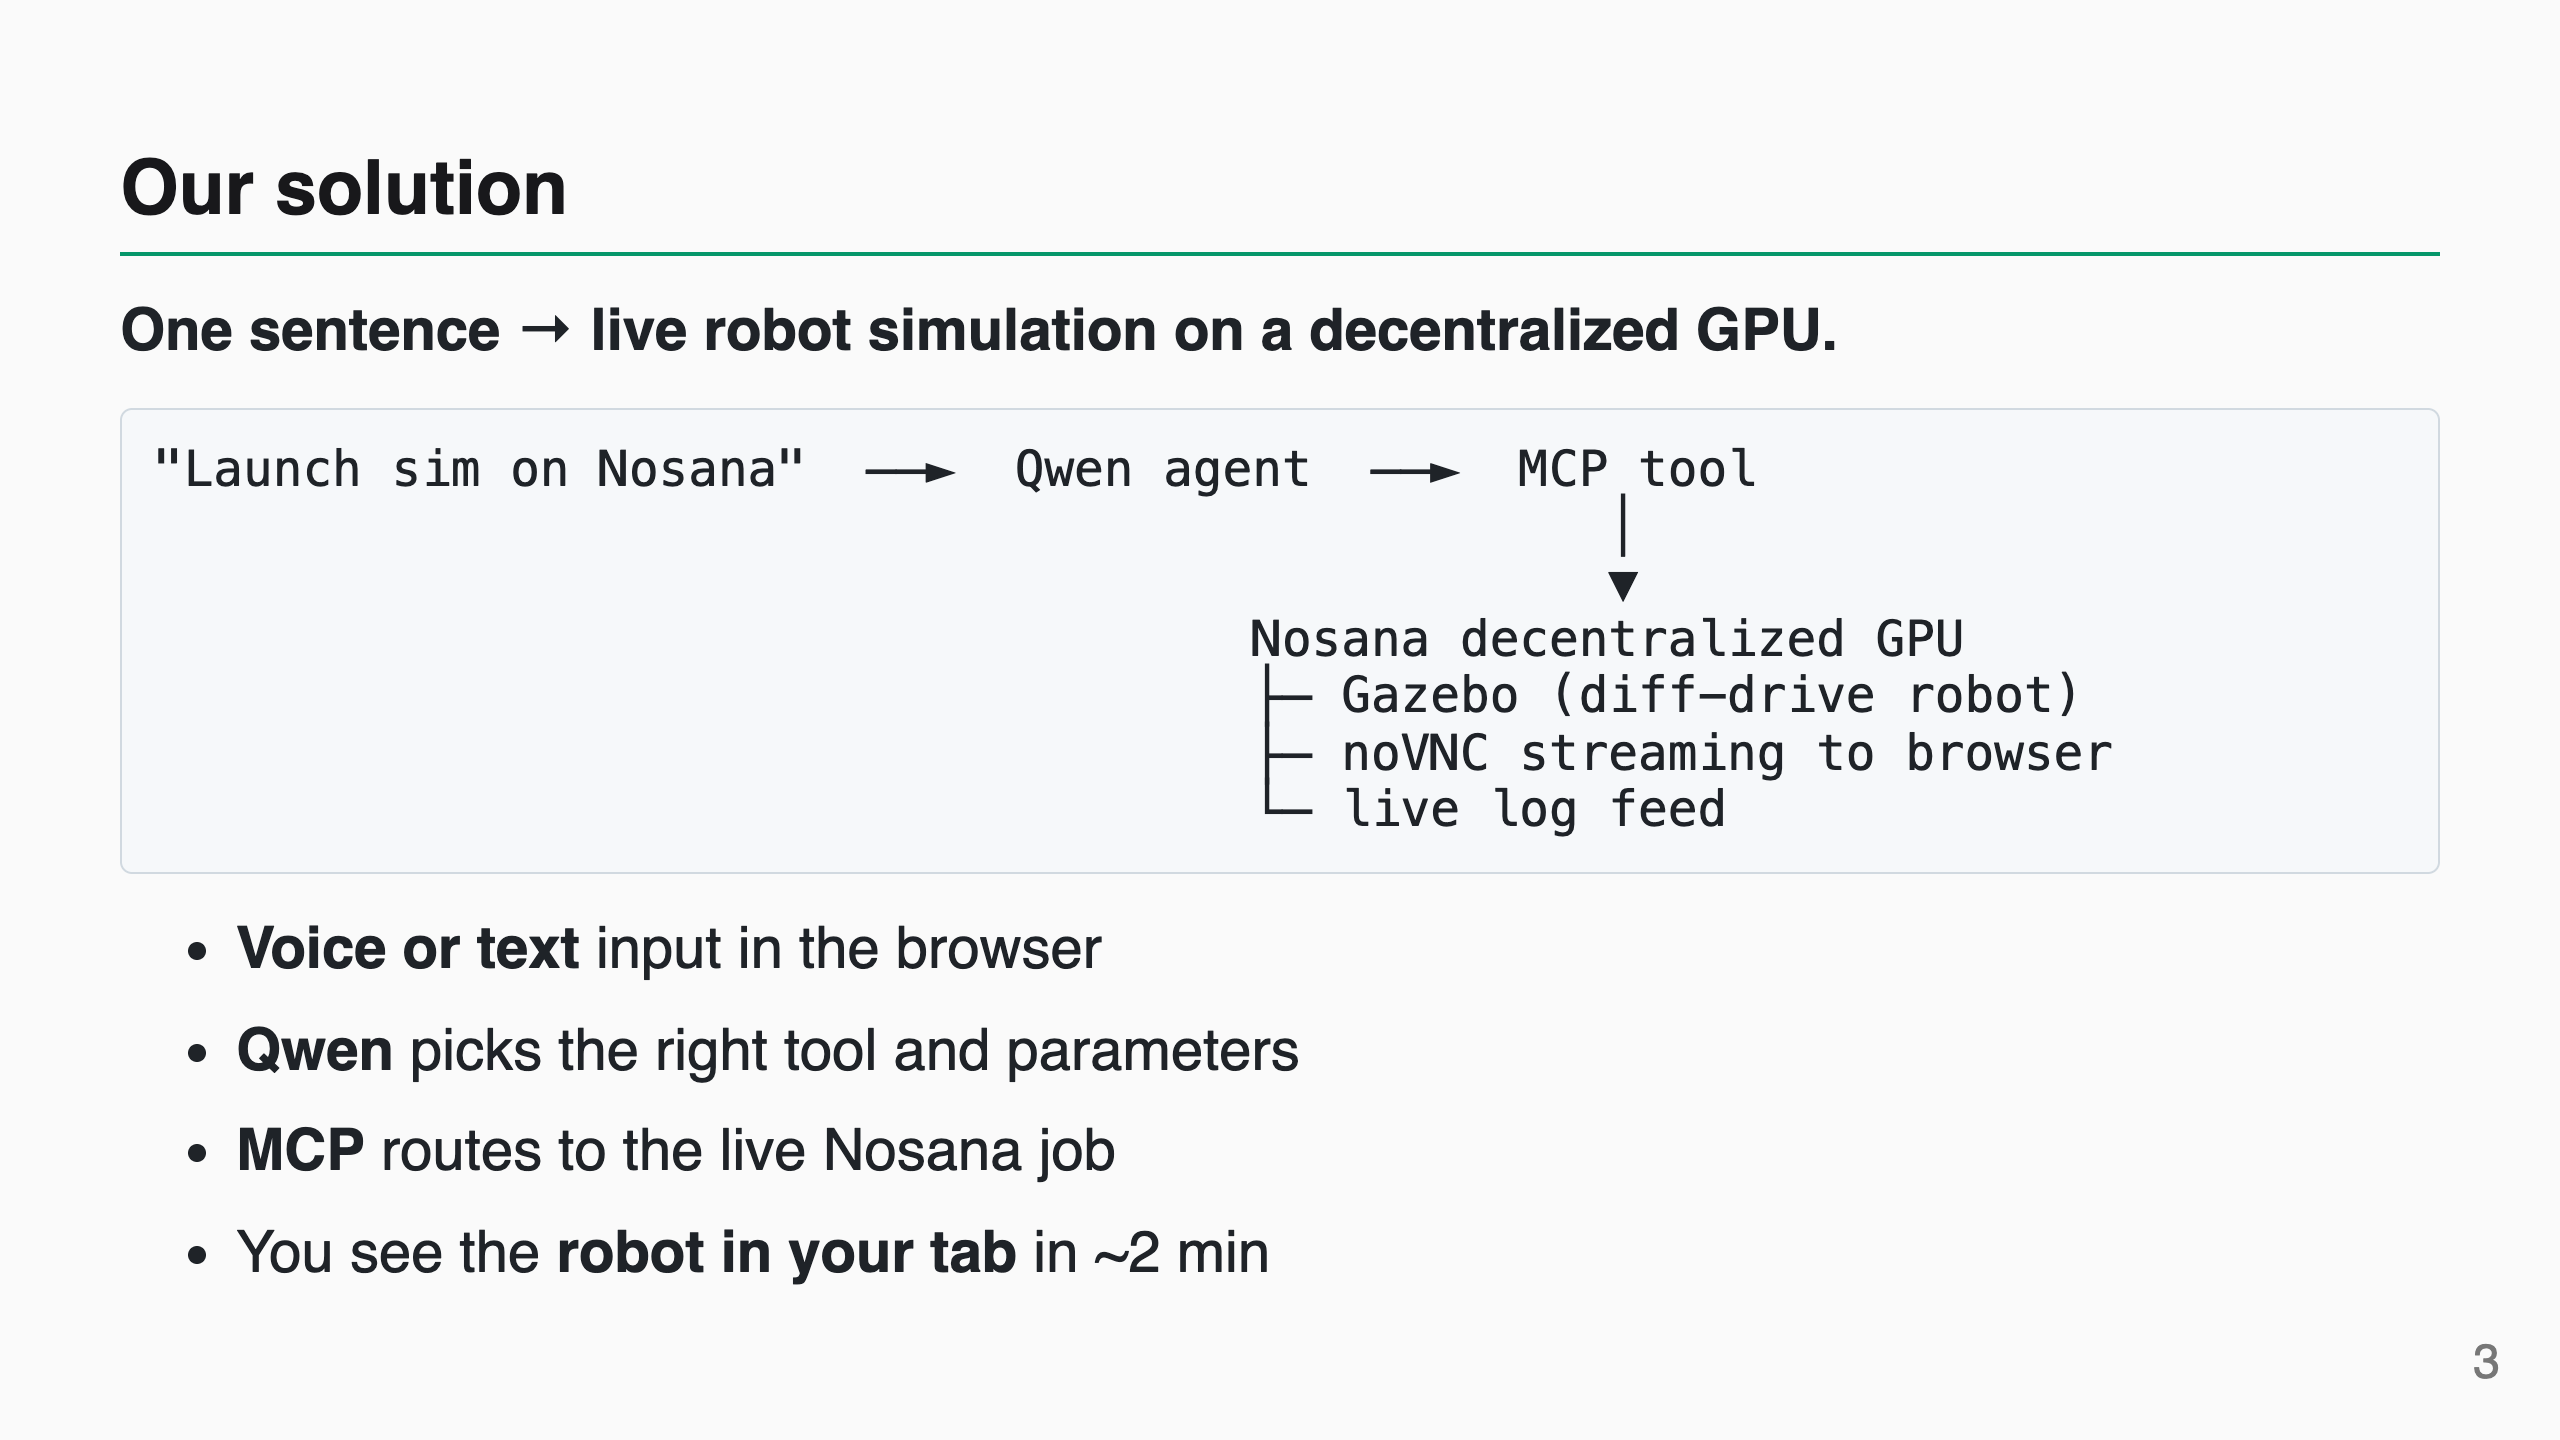 Our solution
One sentence → live robot simulation on a decentralized GPU.
"Launch sim on Nosana" ──► Qwen agent ──► MCP tool
│
▼
Nosana decentralized GPU
├─ Gazebo (diff-drive robot)
├─ noVNC streaming to browser
└─ live log feed
• Voice or text input in the browser
• Qwen picks the right tool and parameters
• MCP routes to the live Nosana job
• You see the robot in your tab in ~2 min
3